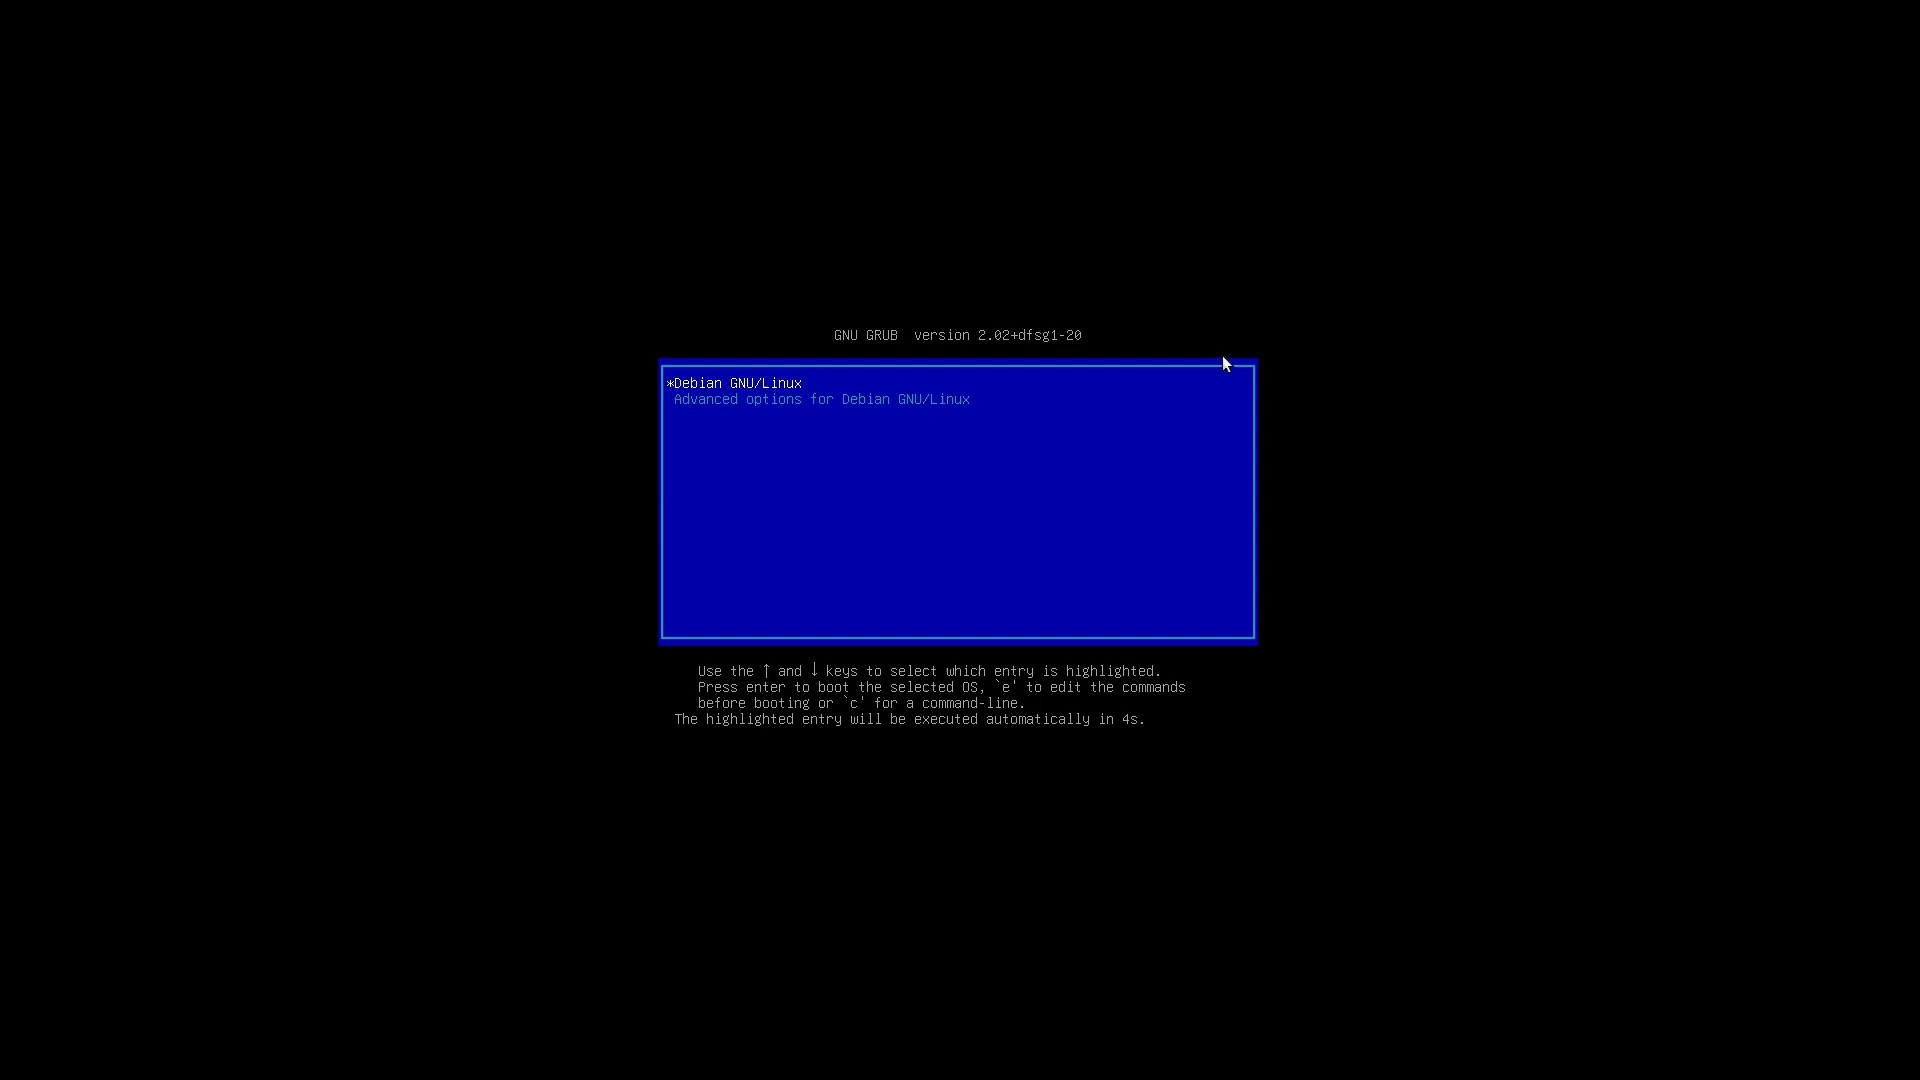 GNU GRUB  version 2.02+dfsg1-20
*Debian GNU/Linux
Advanced options for Debian GNU/Linux
Use the ↑ and ↓ keys to select which entry is highlighted.
Press enter to boot the selected OS, `e' to edit the commands
before booting or `c' for a command-line.
The highlighted entry will be executed automatically in 4s.